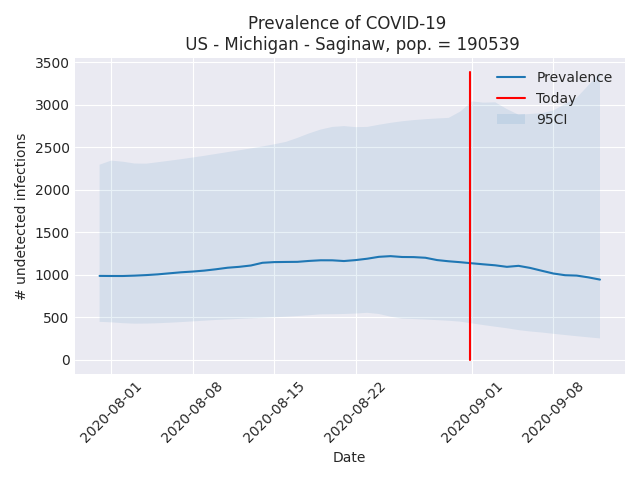 Prevalence of COVID-19
US - Michigan - Saginaw, pop. = 190539
Prevalence
Today
95CI
# undetected infections
3500
3000
2500
2000
1500
1000
500
0
2020-08-01
2020-08-08
2020-08-15
2020-08-22
2020-09-01
2020-09-08
Date